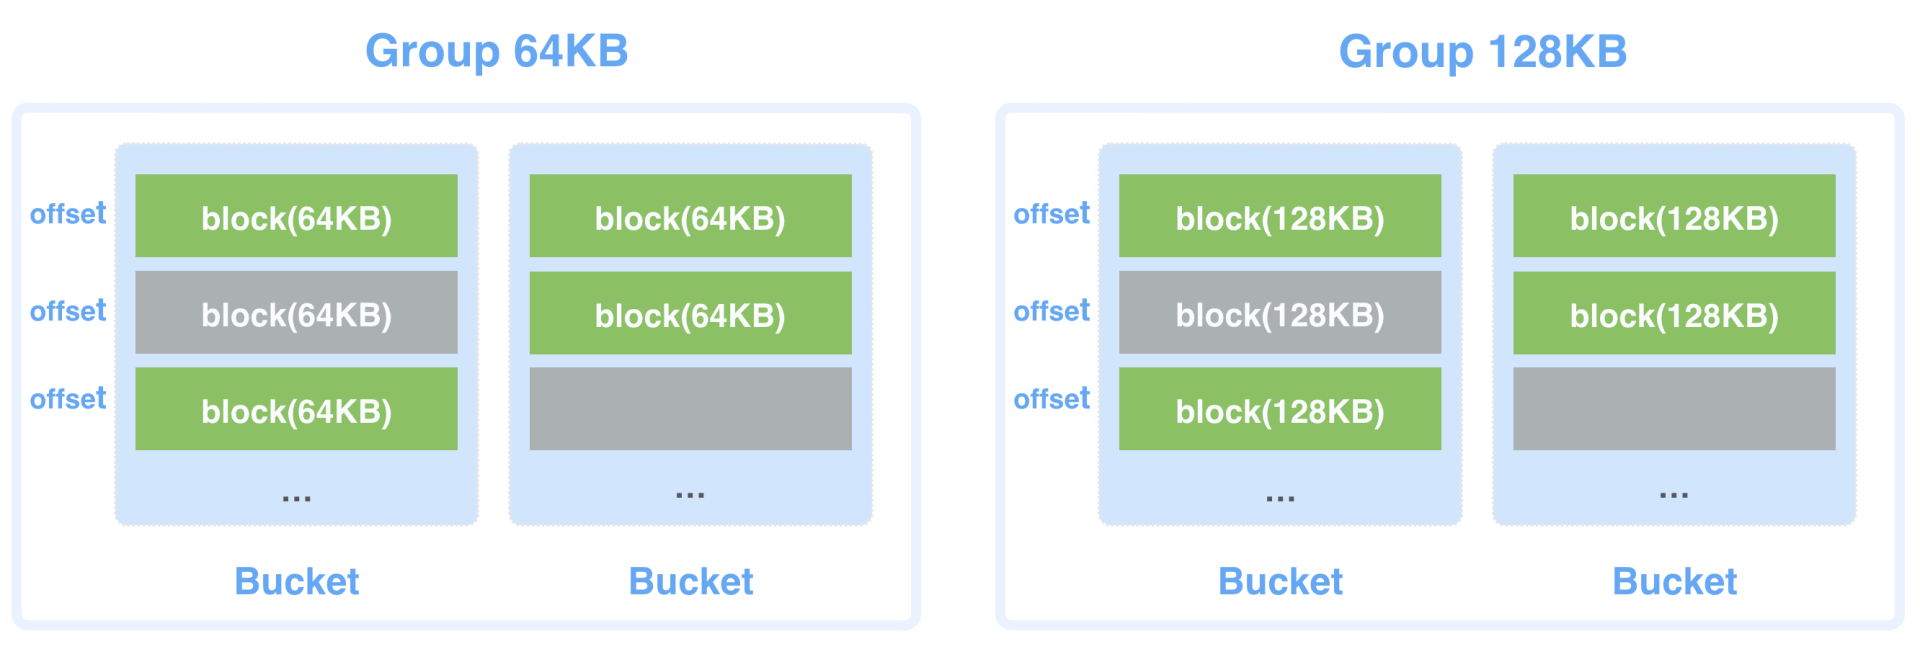 Group 64KB
offset
block(64KB)
block(64KB)
offset
block(64KB)
block(64KB)
offset
block(64KB)
...
...
Bucket
Bucket
Group 128KB
offset
block(128KB)
block(128KB)
offset
block(128KB)
block(128KB)
offset
block(128KB)
...
...
Bucket
Bucket